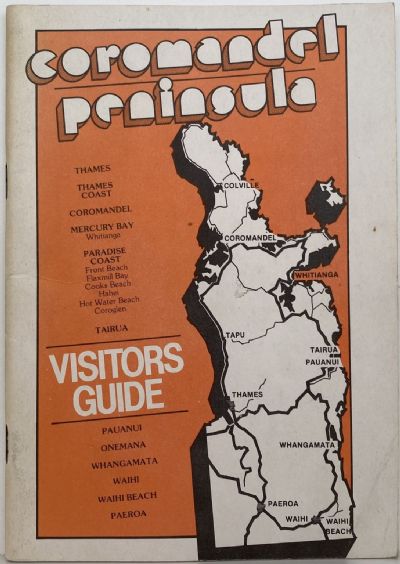 coromandel
peninsula
THAMES
THAMES
COAST
COROMANDEL
MERCURY BAY
Whitianga
PARADISE
COAST
Front Beach
Flaxmill Bay
Cooks Beach
Hahei
Hot Water Beach
Coroglen
TAIRUA
VISITORS
GUIDE
PAUANUI
ONEMANA
WHANGAMATA
WAIHI
WAIHI BEACH
PAEROA
COLVILLE
COROMANDEL
WHITIANGA
TAPU
TAIRUA
PAUANUI
THAMES
WHANGAMATA
PAEROA
WAIHI
WAIHI
BEACH